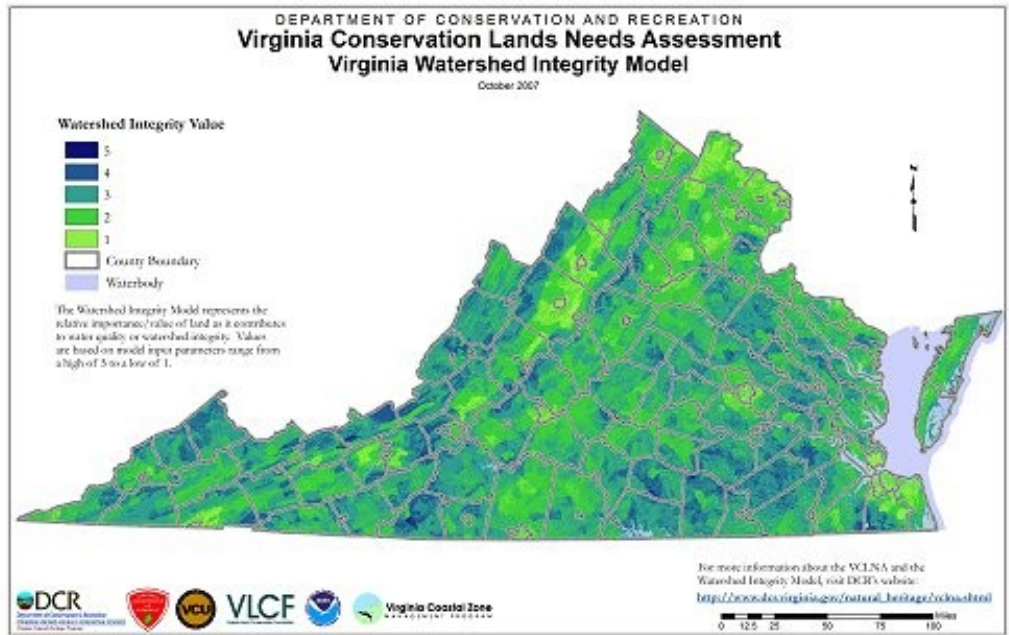 DEPARTMENT OF CONSERVATION AND RECREATION
Virginia Conservation Lands Needs Assessment
Virginia Watershed Integrity Model
October 2007
Watershed Integrity Value
5
4
3
2
1
County Boundary
Waterbody
The Watershed Integrity Model represents the
relative importance/value of land as it contributes
to water quality or watershed integrity. Values
are based on model input parameters range from
a high of 5 to a low of 1.
N
For more information about the VCLNA and the
Watershed Integrity Model, visit DCR's website:
http://www.dcr.virginia.gov/natural_heritage/vclna.shtml
DCR
VCU
VLCF
Virginia Coastal Zone
MANAGEMENT PROGRAM
Miles
0 12.5 25 50 75 100